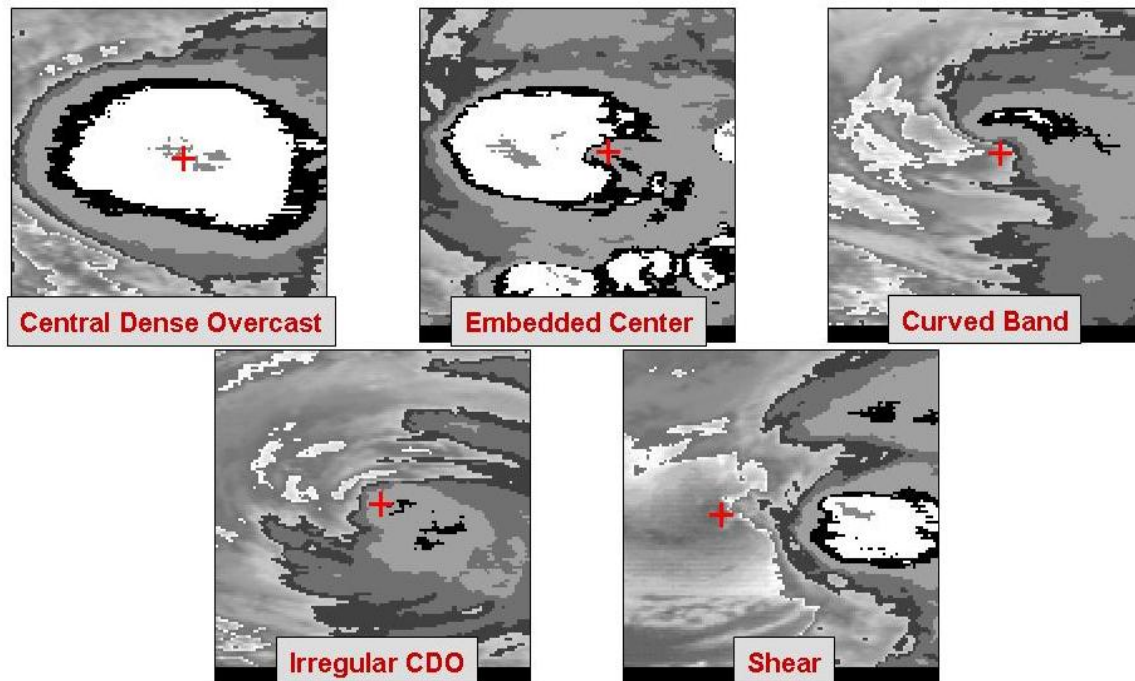 Central Dense Overcast
Embedded Center
Curved Band
Irregular CDO
Shear